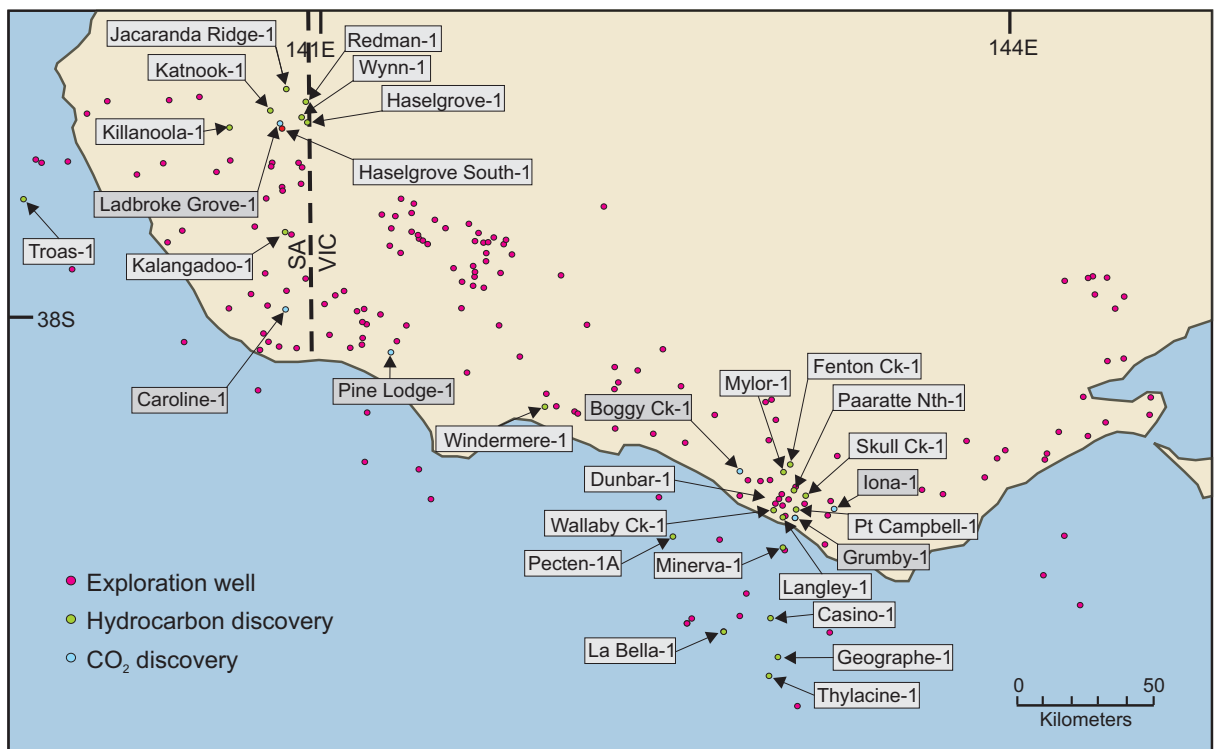 Jacaranda Ridge-1
141E
Redman-1
144E
Katnook-1
Wynn-1
Haselgrove-1
Killanoola-1
Haselgrove South-1
Ladbroke Grove-1
Troas-1
Kalangadoo-1
SA
VIC
38S
Caroline-1
Pine Lodge-1
Windermere-1
Boggy Ck-1
Mylor-1
Fenton Ck-1
Paaratte Nth-1
Skull Ck-1
Dunbar-1
Iona-1
Wallaby Ck-1
Pt Campbell-1
Pecten-1A
Minerva-1
Grumby-1
Langley-1
Casino-1
La Bella-1
Geographe-1
Thylacine-1
Exploration well
Hydrocarbon discovery
CO₂ discovery
0 50
Kilometers